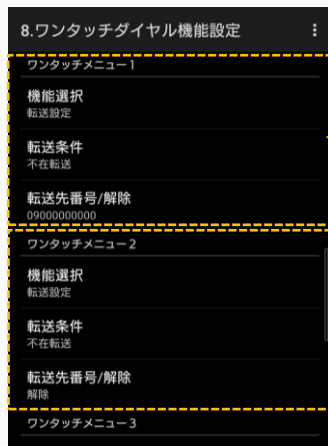 8.ワンタッチダイヤル機能設定
ワンタッチメニュー1
機能選択
転送設定
転送条件
不在転送
転送先番号/解除
09000000000
ワンタッチメニュー2
機能選択
転送設定
転送条件
不在転送
転送先番号/解除
解除
ワンタッチメニュー3